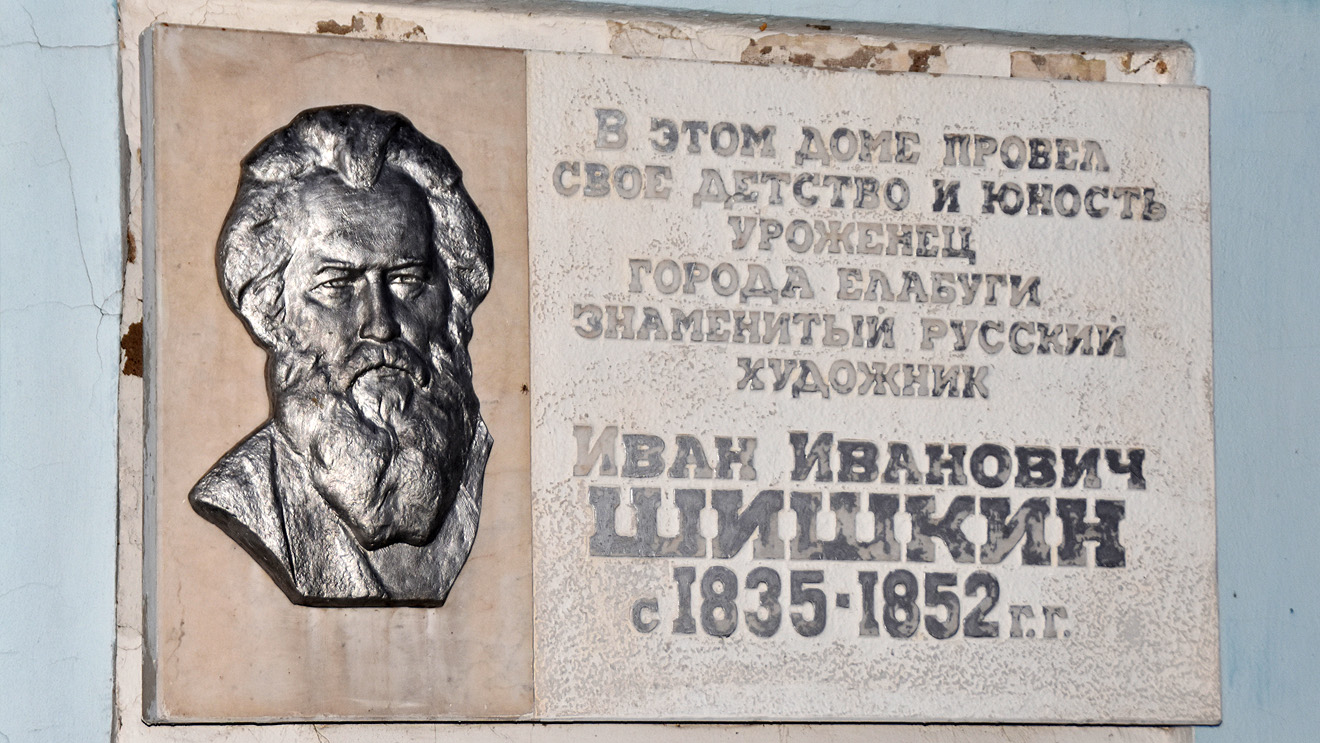 В ЭТОМ ДОМЕ ПРОВЕЛ
СВОЕ ДЕТСТВО И ЮНОСТЬ
УРОЖЕНЕЦ
ГОРОДА ЕЛАБУГИ
ЗНАМЕНИТЫЙ РУССКИЙ
ХУДОЖНИК
ИВАН ИВАНОВИЧ
ШИШКИН
С 1835-1852 Г.Г.